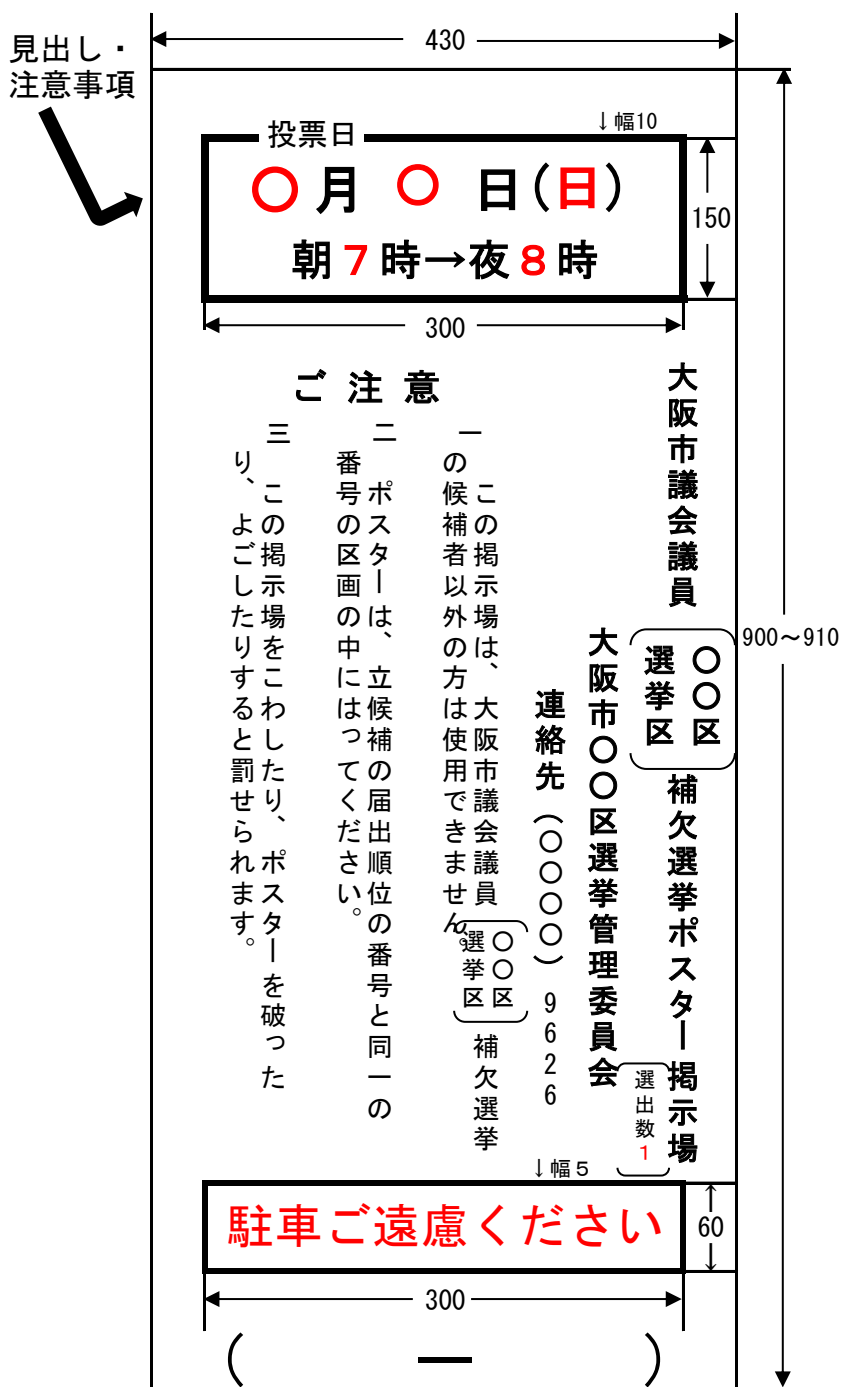 見出し・
注意事項
430
↓幅10
投票日
〇月 〇 日(日)
朝7時→夜8時
150
300
900～910
大阪市議会議員
〇〇区
選挙区
補欠選挙ポスター掲示場
選出数1
大阪市〇〇区選挙管理委員会
連絡先(〇〇〇〇)9626
ご注意
一 この掲示場は、大阪市議会議員
〇〇区
選挙区
補欠選挙
の候補者以外の方は使用できません。
二 ポスターは、立候補の届出順位の番号と同一の
番号の区画の中にはってください。
三 この掲示場をこわしたり、ポスターを破った
り、よごしたりすると罰せられます。
↓幅5
駐車ご遠慮ください
60
300
( ー )